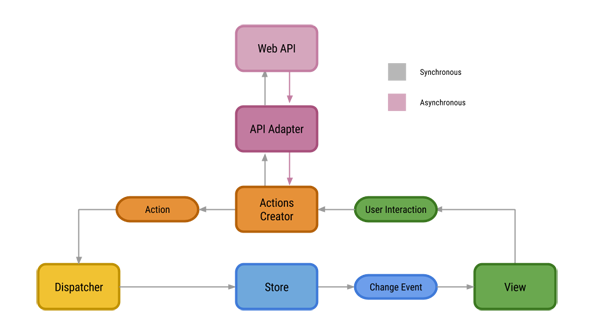 Web API
Synchronous
Asynchronous
API Adapter
Action
Actions
Creator
User Interaction
Dispatcher
Store
Change Event
View